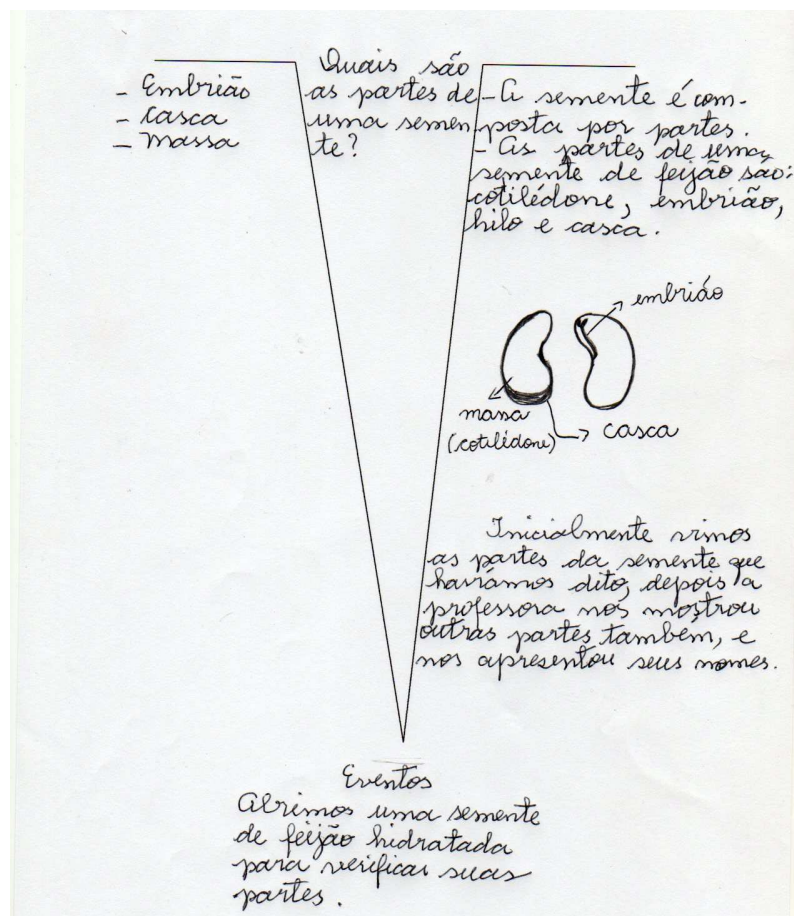 - Embrião
- casca
- massa
Quais são
as partes de
uma semen
te?
- A semente é com-
posta por partes.
- As partes de uma
semente de feijão são:
cotilédone, embrião,
hilo e casca.
embrião
massa
(cotilédone)
casca
Inicialmente vimos
as partes da semente que
haviámos dito, depois a
professora nos mostrou
outras partes também, e
nos apresentou seus nomes.
Eventos
Abrimos uma semente
de feijão hidratada
para verificar suas
partes.